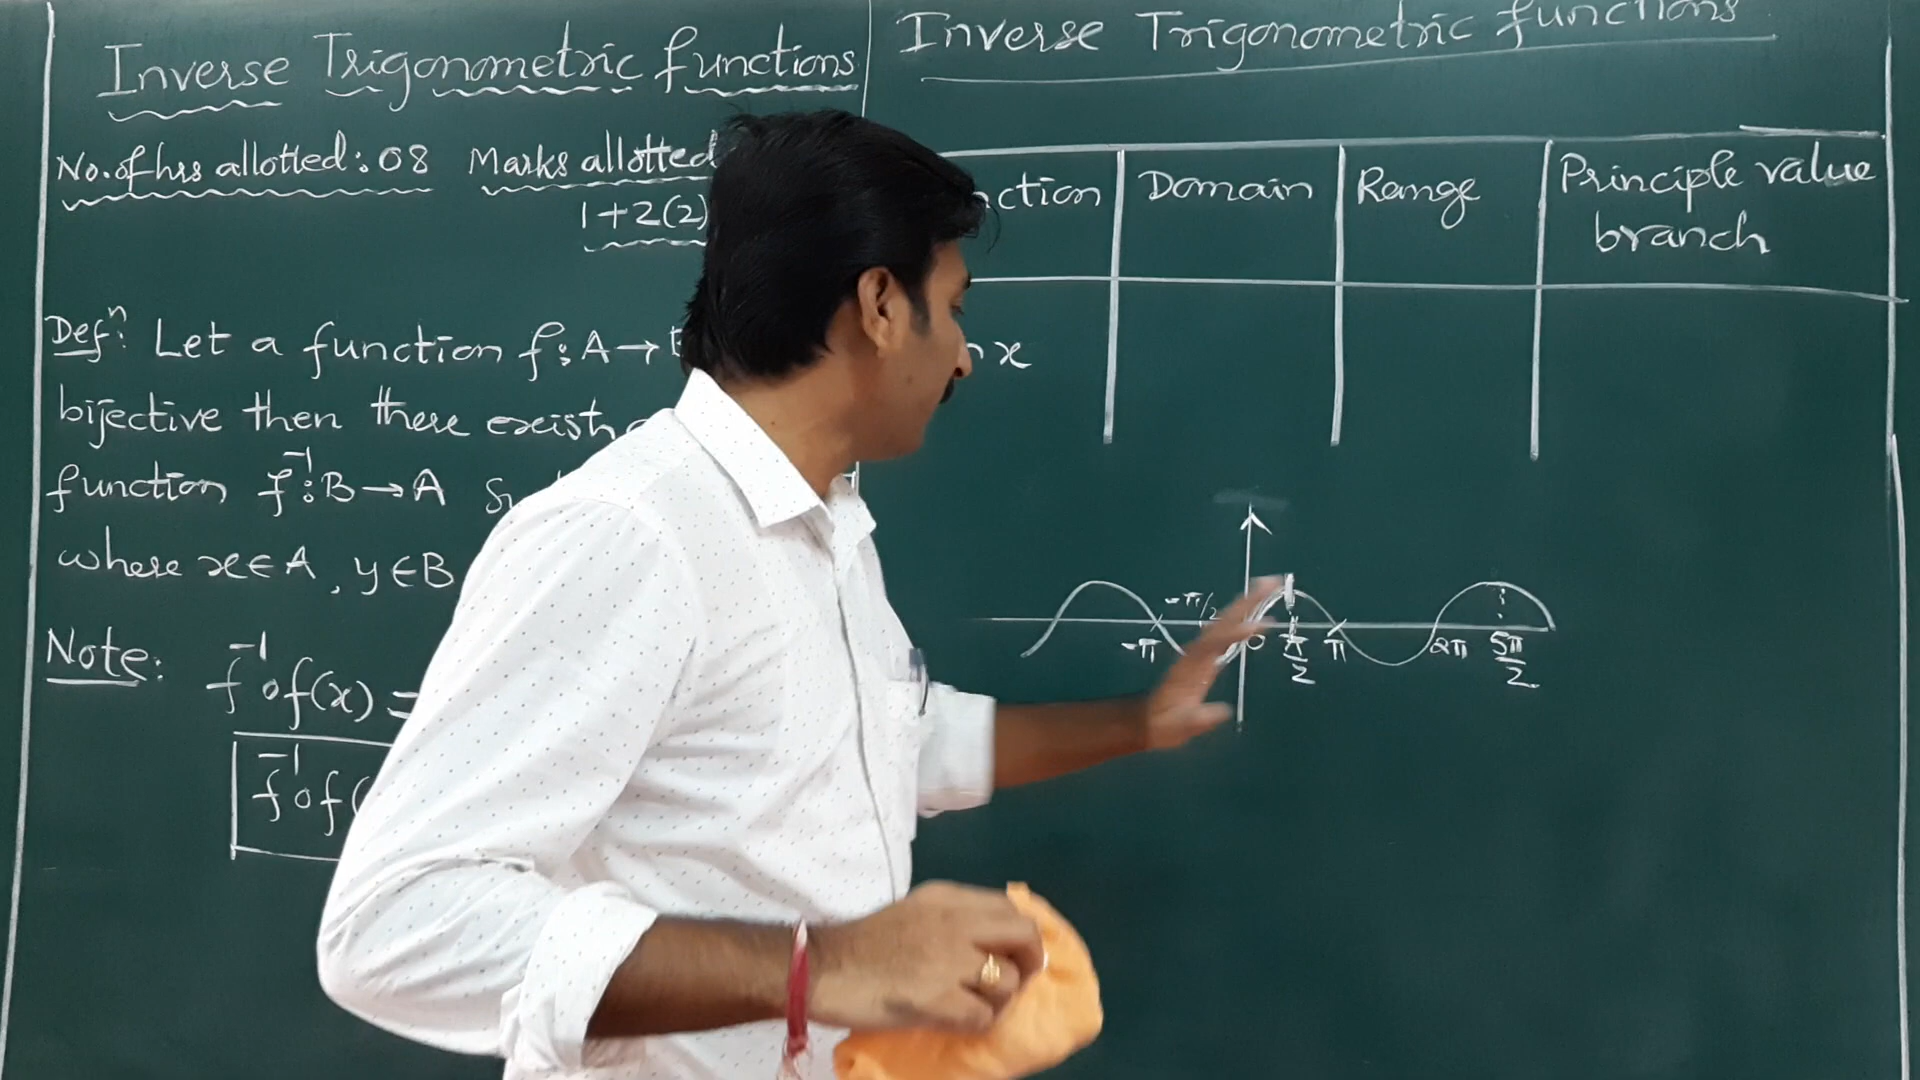 Inverse Trigonometric functions
No. of hrs allotted: 08 Marks allotted
1+2(2)
Defⁿ: Let a function f: A→
bijective then there exist
function f⁻¹: B→A
where x∈A, y∈B
Note: f⁻¹of(x) =
f⁻¹of(
Inverse Trigonometric functions
Domain Range Principle value
branch
x
-π/2
-π 0 π/2 π 2π 5π/2